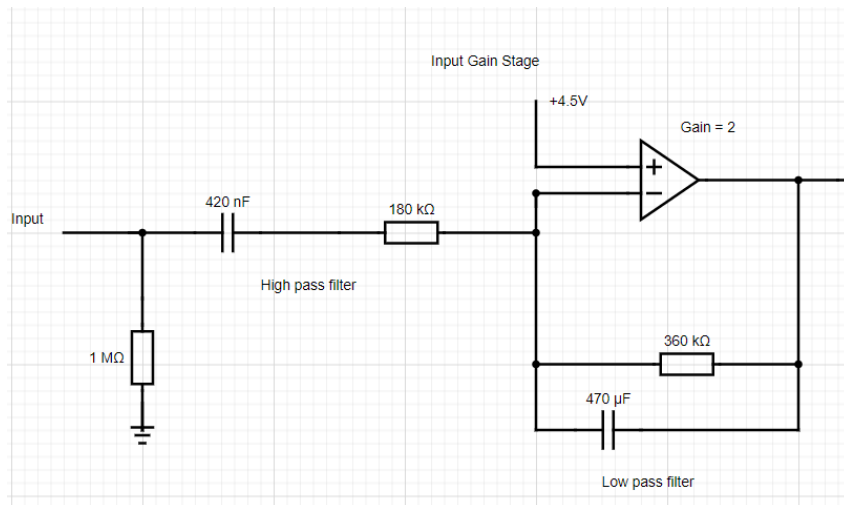 Input Gain Stage
+4.5V
Gain = 2
420 nF
180 kΩ
Input
High pass filter
1 MΩ
360 kΩ
470 µF
Low pass filter